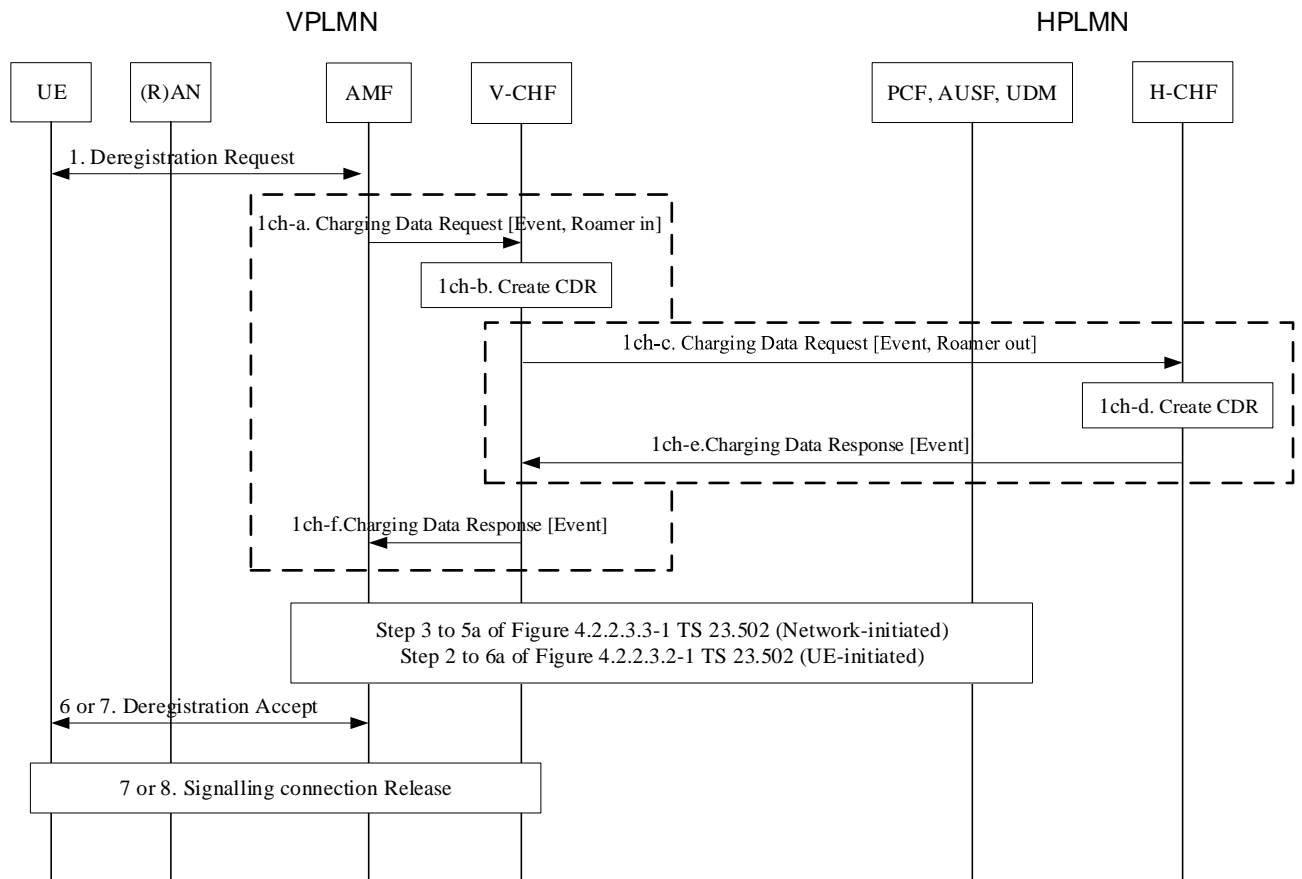 VPLMN
HPLMN
UE
(R)AN
AMF
V-CHF
PCF, AUSF, UDM
H-CHF
1. Deregistration Request
1ch-a. Charging Data Request [Event, Roamer in]
1ch-b. Create CDR
1ch-c. Charging Data Request [Event, Roamer out]
1ch-d. Create CDR
1ch-e.Charging Data Response [Event]
1ch-f.Charging Data Response [Event]
Step 3 to 5a of Figure 4.2.2.3.3-1 TS 23.502 (Network-initiated)
Step 2 to 6a of Figure 4.2.2.3.2-1 TS 23.502 (UE-initiated)
6 or 7. Deregistration Accept
7 or 8. Signalling connection Release